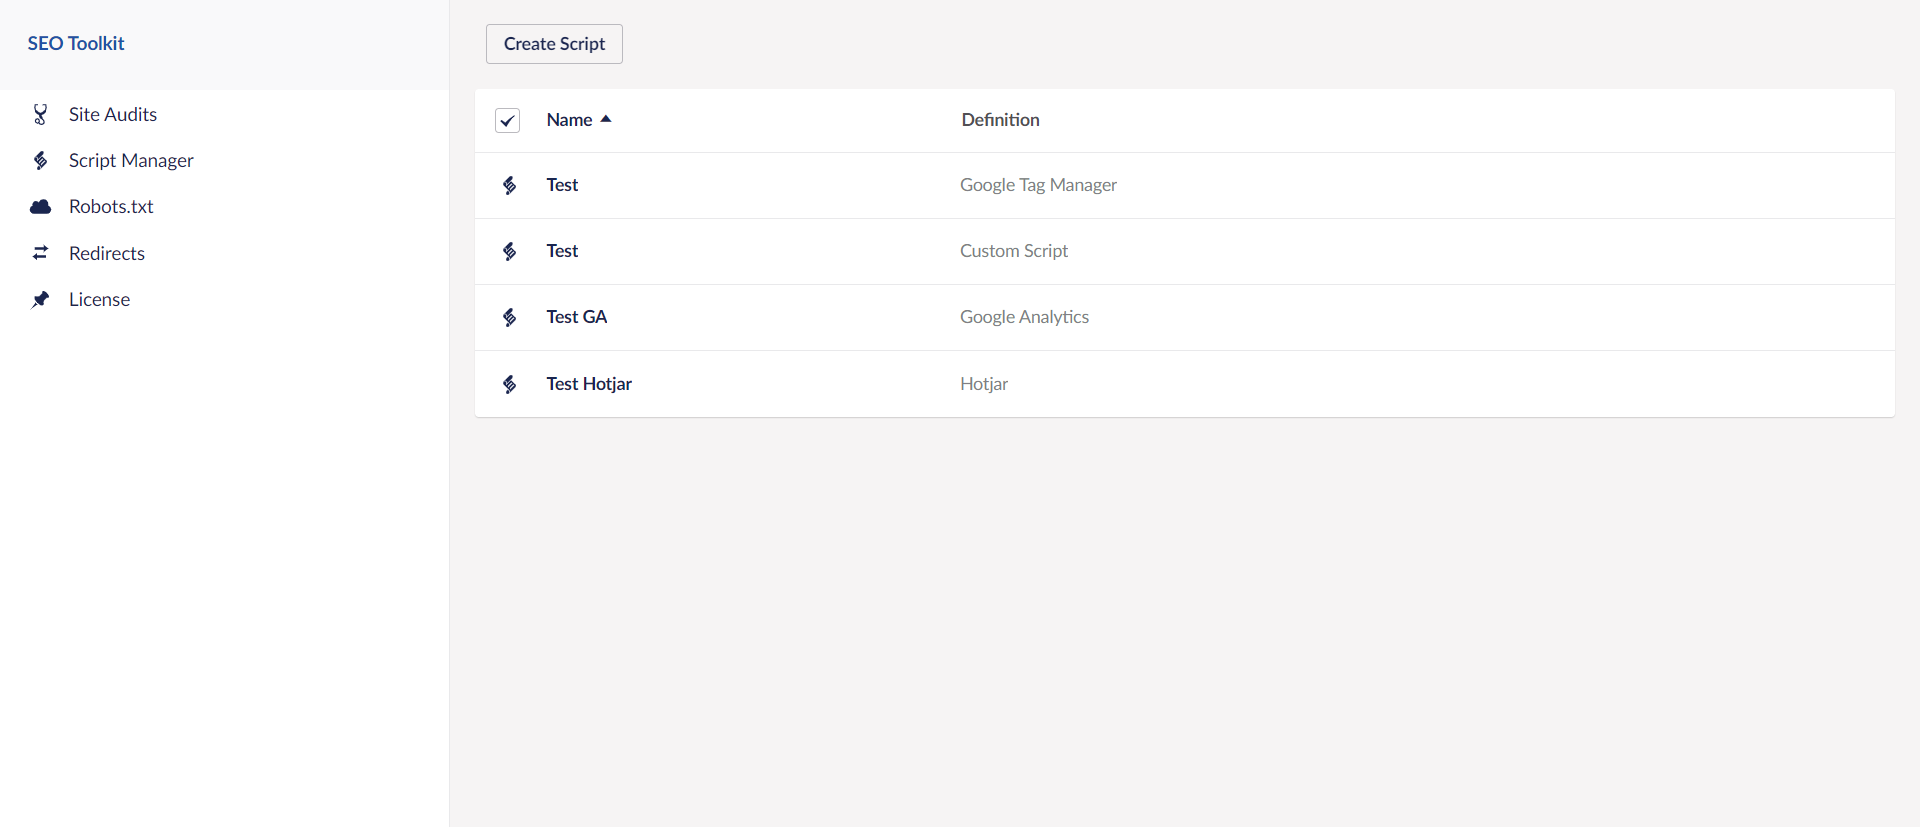 SEO Toolkit
Site Audits
Script Manager
Robots.txt
Redirects
License
Create Script
Name Definition
Test Google Tag Manager
Test Custom Script
Test GA Google Analytics
Test Hotjar Hotjar